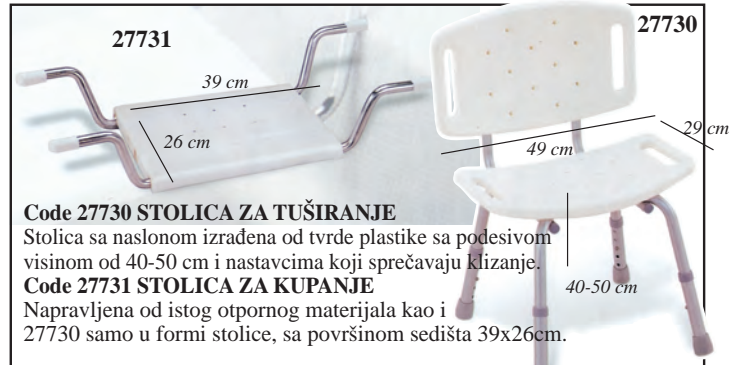 27731
27730
39 cm
26 cm
29 cm
49 cm
Code 27730 STOLICA ZA TUŠIRANJE
Stolica sa naslonom izrađena od tvrde plastike sa podesivom
visinom od 40-50 cm i nastavcima koji sprečavaju klizanje.
40-50 cm
Code 27731 STOLICA ZA KUPANJE
Napravljena od istog otpornog materijala kao i
27730 samo u formi stolice, sa površinom sedišta 39x26cm.